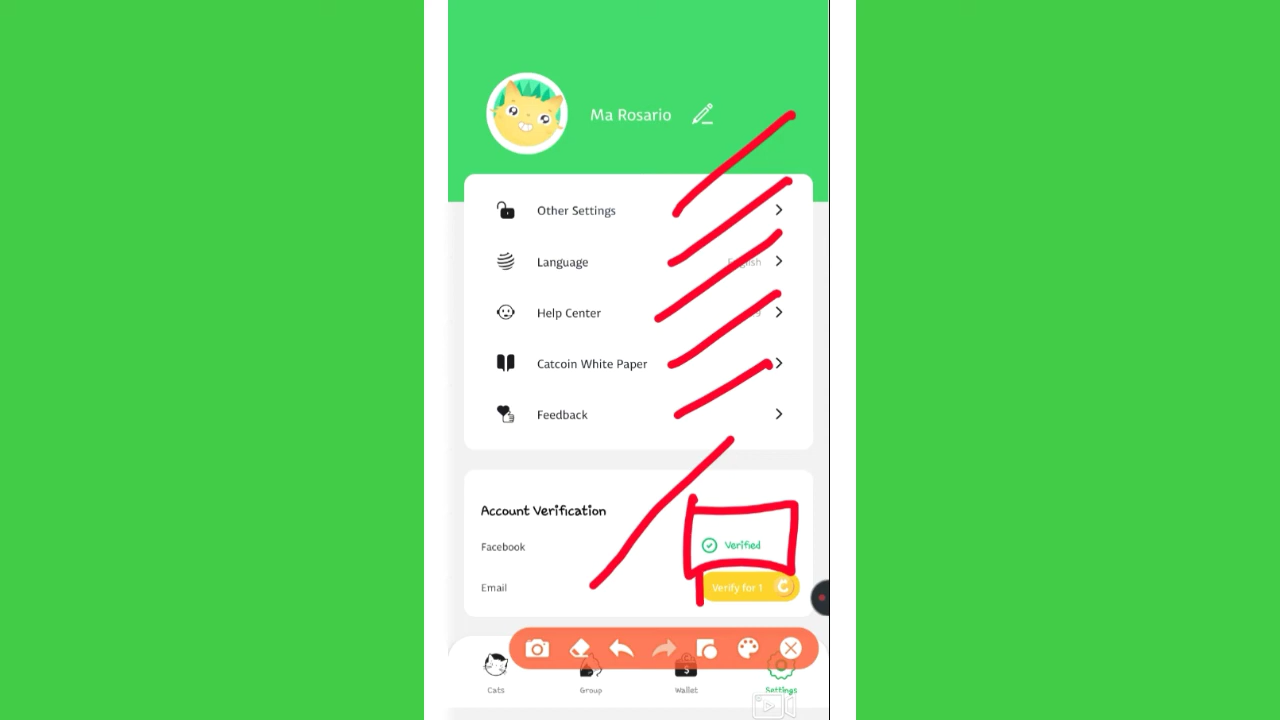 Ma Rosario
Other Settings
Language
English
Help Center
Catcoin White Paper
Feedback
Account Verification
Facebook
Verified
Email
Verify for 1
Cats
Group
Wallet
Settings